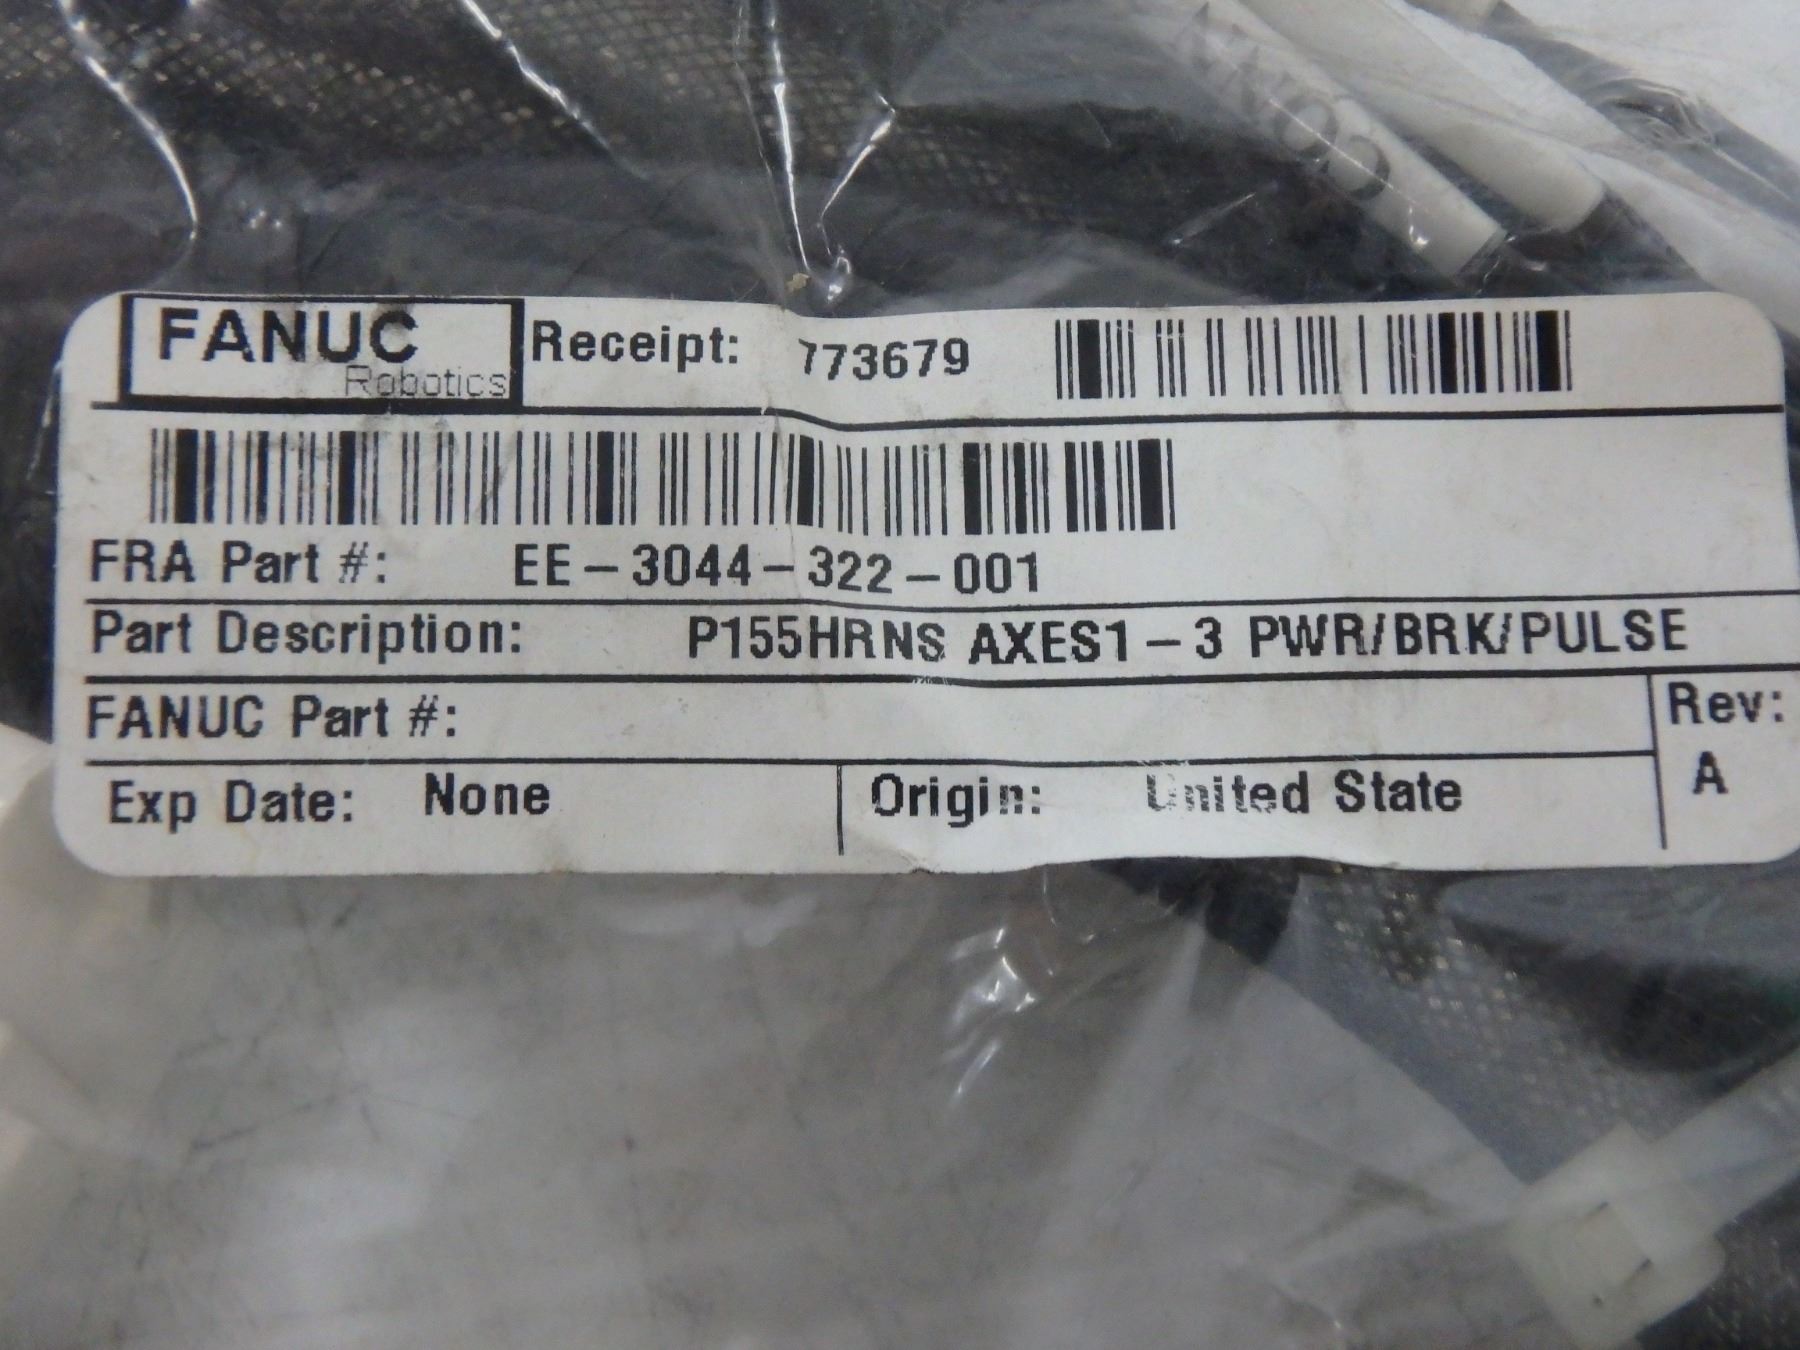 CONN
FANUC
Robotics
Receipt: 773679
FRA Part #: EE-3044-322-001
Part Description: P155HRNS AXES1-3 PWR/BRK/PULSE
FANUC Part #:
Rev:
A
Exp Date: None
Origin: United State